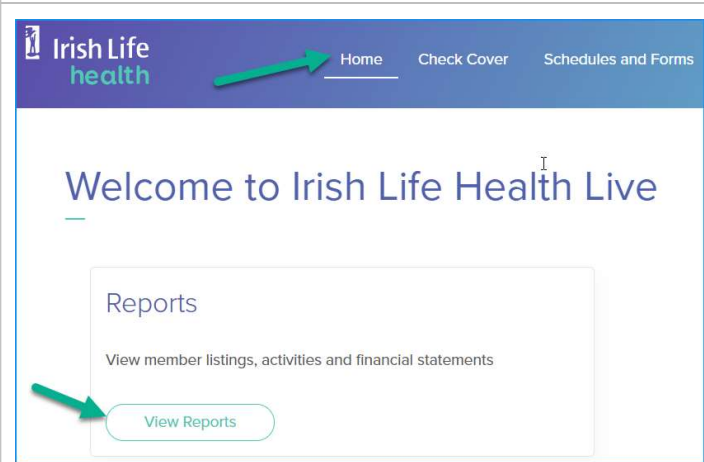 Irish Life
health
Home Check Cover Schedules and Forms
Welcome to Irish Life Health Live
Reports
View member listings, activities and financial statements
View Reports